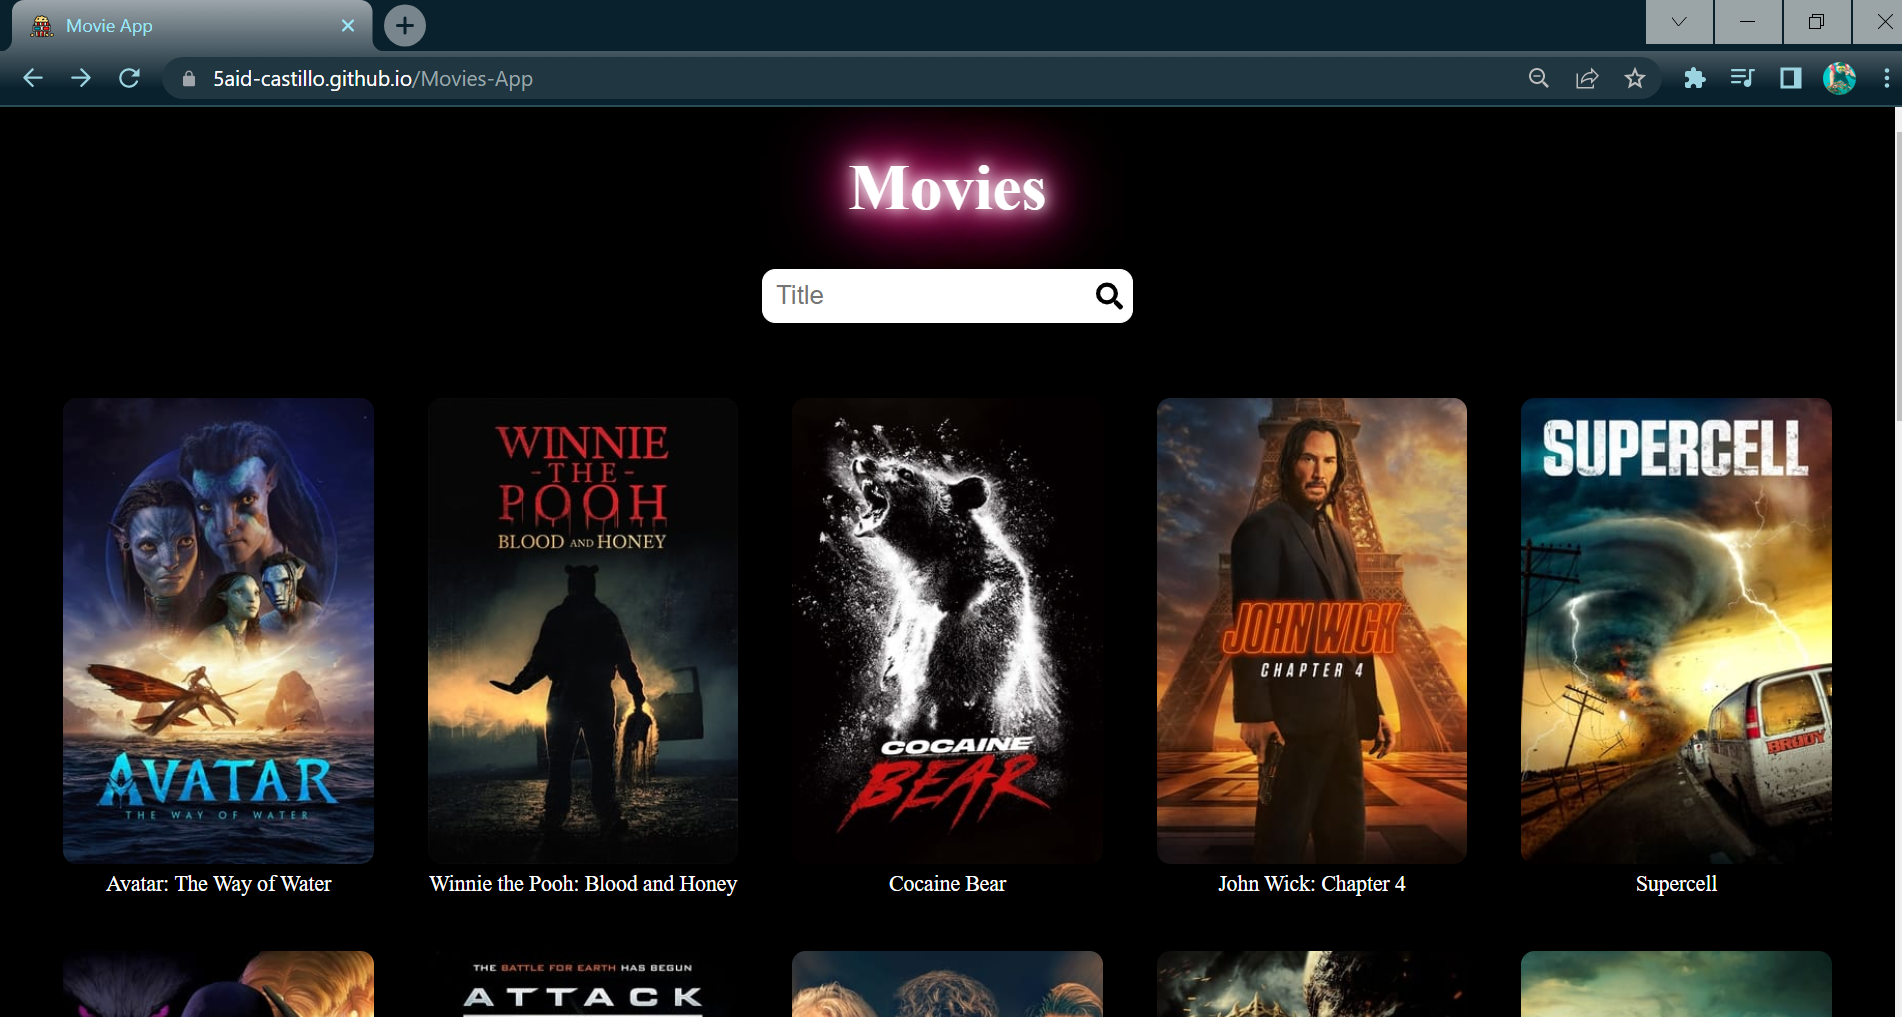 Movie App
5aid-castillo.github.io/Movies-App
Movies
Title
AVATAR
THE WAY OF WATER
Avatar: The Way of Water
WINNIE
-THE-
POOH
BLOOD AND HONEY
Winnie the Pooh: Blood and Honey
COCAINE
BEAR
Cocaine Bear
JOHN WICK
CHAPTER 4
John Wick: Chapter 4
SUPERCELL
BRODY
Supercell
THE BATTLE FOR EARTH HAS BEGUN
ATTACK